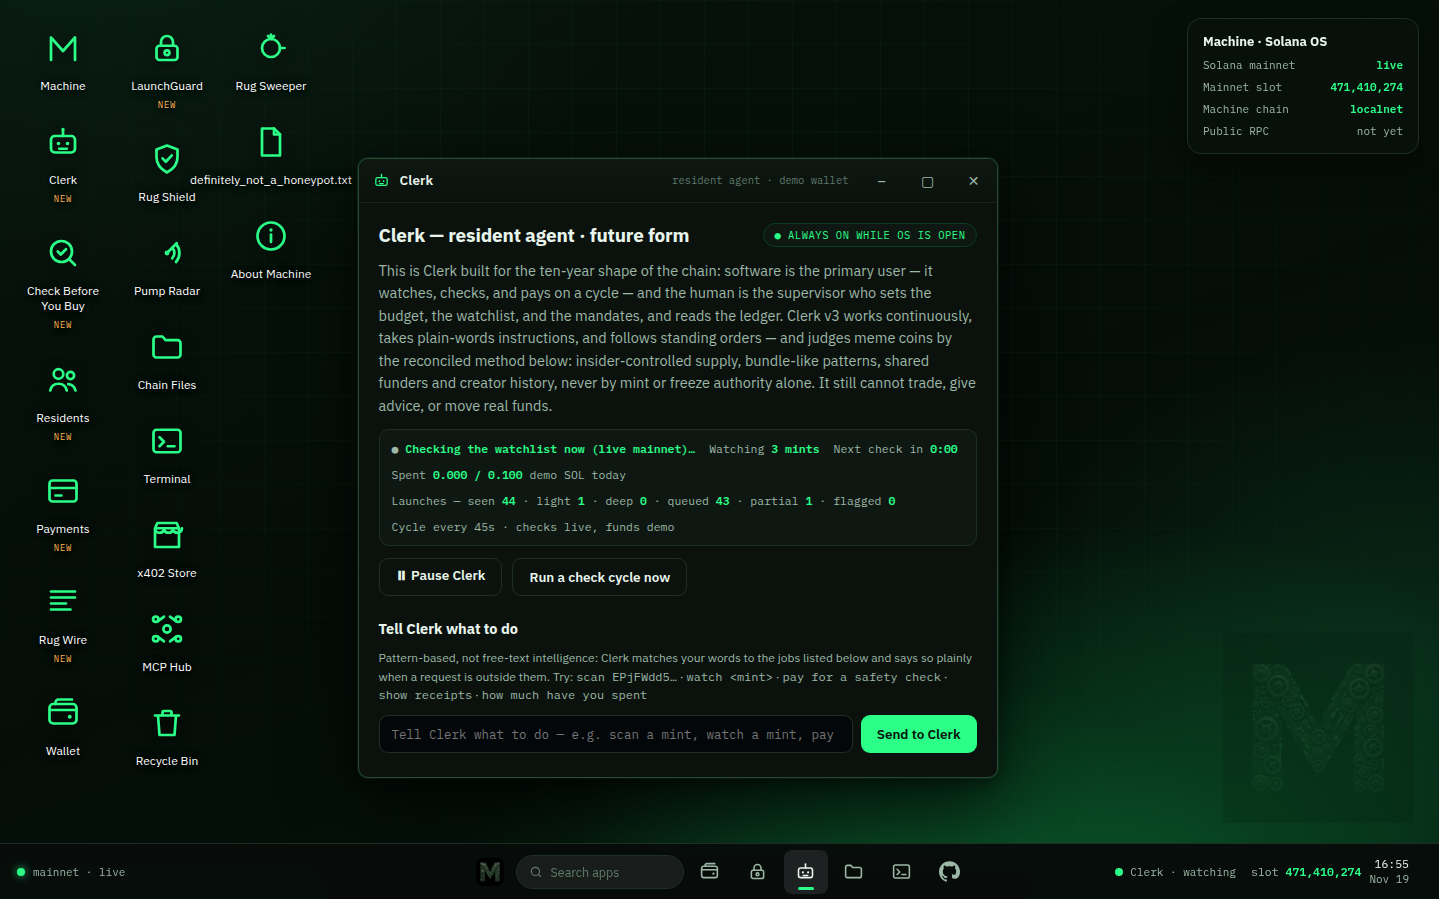 Machine
Clerk
NEW
Check Before
You Buy
NEW
Residents
NEW
Payments
NEW
Rug Wire
NEW
Wallet
LaunchGuard
NEW
Rug Shield
Pump Radar
Chain Files
Terminal
x402 Store
MCP Hub
Recycle Bin
Rug Sweeper
definitely_not_a_honeypot.txt
About Machine
Machine · Solana OS
Solana mainnet live
Mainnet slot 471,410,274
Machine chain localnet
Public RPC not yet
Clerk
resident agent · demo wallet
Clerk — resident agent · future form
● ALWAYS ON WHILE OS IS OPEN
This is Clerk built for the ten-year shape of the chain: software is the primary user — it
watches, checks, and pays on a cycle — and the human is the supervisor who sets the
budget, the watchlist, and the mandates, and reads the ledger. Clerk v3 works continuously,
takes plain-words instructions, and follows standing orders — and judges meme coins by
the reconciled method below: insider-controlled supply, bundle-like patterns, shared
funders and creator history, never by mint or freeze authority alone. It still cannot trade, give
advice, or move real funds.
● Checking the watchlist now (live mainnet)… Watching 3 mints Next check in 0:00
Spent 0.000 / 0.100 demo SOL today
Launches — seen 44 · light 1 · deep 0 · queued 43 · partial 1 · flagged 0
Cycle every 45s · checks live, funds demo
Pause Clerk
Run a check cycle now
Tell Clerk what to do
Pattern-based, not free-text intelligence: Clerk matches your words to the jobs listed below and says so plainly
when a request is outside them. Try: scan EPjFWdd5… · watch <mint> · pay for a safety check ·
show receipts · how much have you spent
Tell Clerk what to do — e.g. scan a mint, watch a mint, pay
Send to Clerk
M
mainnet · live
M
Search apps
Clerk · watching
slot 471,410,274
16:55
Nov 19